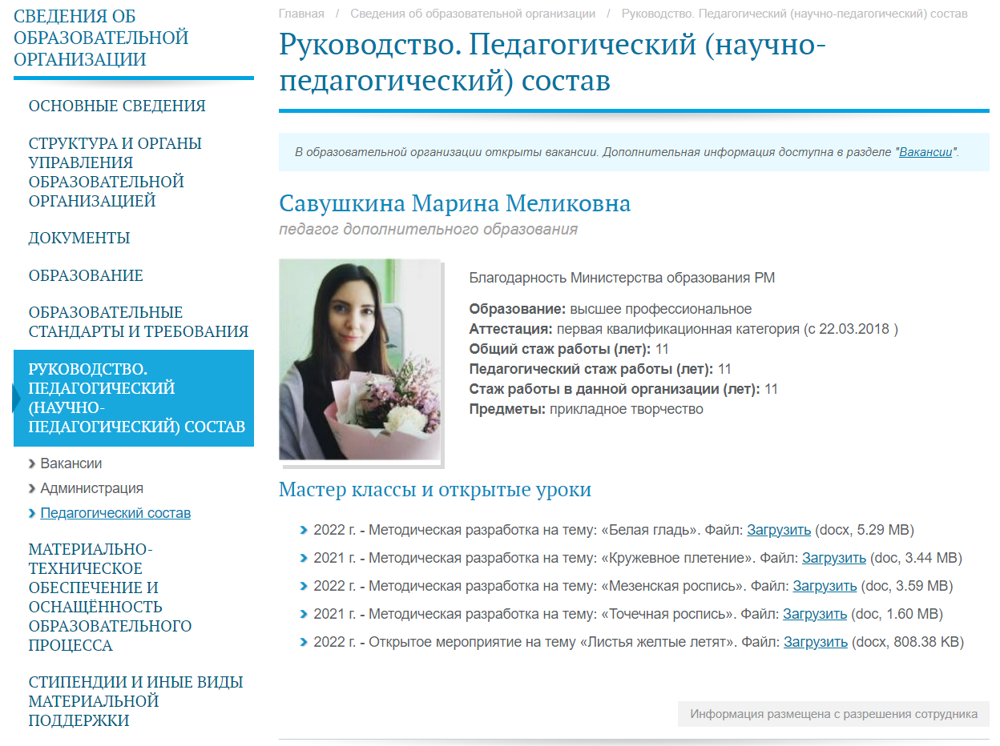 СВЕДЕНИЯ ОБ
ОБРАЗОВАТЕЛЬНОЙ
ОРГАНИЗАЦИИ
ОСНОВНЫЕ СВЕДЕНИЯ
СТРУКТУРА И ОРГАНЫ
УПРАВЛЕНИЯ
ОБРАЗОВАТЕЛЬНОЙ
ОРГАНИЗАЦИЕЙ
ДОКУМЕНТЫ
ОБРАЗОВАНИЕ
ОБРАЗОВАТЕЛЬНЫЕ
СТАНДАРТЫ И ТРЕБОВАНИЯ
РУКОВОДСТВО.
ПЕДАГОГИЧЕСКИЙ
(НАУЧНО-
ПЕДАГОГИЧЕСКИЙ) СОСТАВ
Вакансии
Администрация
Педагогический состав
МАТЕРИАЛЬНО-
ТЕХНИЧЕСКОЕ
ОБЕСПЕЧЕНИЕ И
ОСНАЩЁННОСТЬ
ОБРАЗОВАТЕЛЬНОГО
ПРОЦЕССА
СТИПЕНДИИ И ИНЫЕ ВИДЫ
МАТЕРИАЛЬНОЙ
ПОДДЕРЖКИ
Главная / Сведения об образовательной организации / Руководство. Педагогический (научно-педагогический) состав
Руководство. Педагогический (научно-
педагогический) состав
В образовательной организации открыты вакансии. Дополнительная информация доступна в разделе "Вакансии".
Савушкина Марина Меликовна
педагог дополнительного образования
Благодарность Министерства образования РМ
Образование: высшее профессиональное
Аттестация: первая квалификационная категория (с 22.03.2018 )
Общий стаж работы (лет): 11
Педагогический стаж работы (лет): 11
Стаж работы в данной организации (лет): 11
Предметы: прикладное творчество
Мастер классы и открытые уроки
2022 г. - Методическая разработка на тему: «Белая гладь». Файл: Загрузить (docx, 5.29 MB)
2021 г. - Методическая разработка на тему: «Кружевное плетение». Файл: Загрузить (doc, 3.44 MB)
2022 г. - Методическая разработка на тему: «Мезенская роспись». Файл: Загрузить (doc, 3.59 MB)
2021 г. - Методическая разработка на тему: «Точечная роспись». Файл: Загрузить (doc, 1.60 MB)
2022 г. - Открытое мероприятие на тему «Листья желтые летят». Файл: Загрузить (docx, 808.38 KB)
Информация размещена с разрешения сотрудника